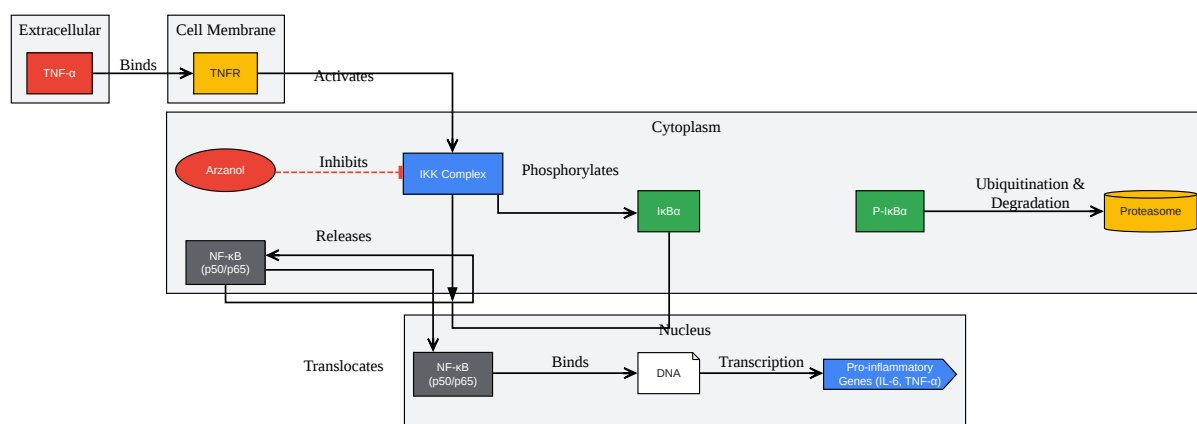 Extracellular
Cell Membrane
TNF-α
Binds
TNFR
Activates
Cytoplasm
Arzanol
Inhibits
IKK Complex
Phosphorylates
IκBα
P-IκBα
Ubiquitination &
Degradation
Proteasome
Releases
NF-κB
(p50/p65)
Nucleus
Translocates
NF-κB
(p50/p65)
Binds
DNA
Transcription
Pro-inflammatory
Genes (IL-6, TNF-α)